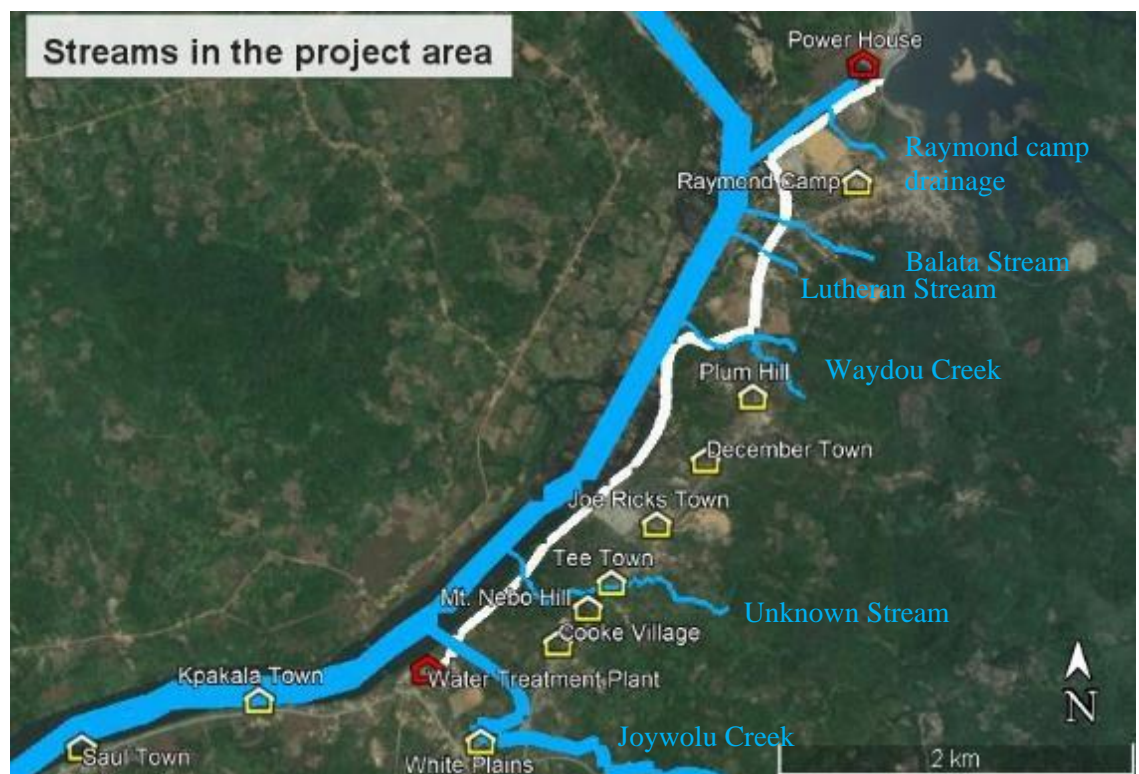 Streams in the project area
Power House
Raymond camp
drainage
Raymond Camp
Balata Stream
Lutheran Stream
Plum Hill
Waydou Creek
December Town
Joe Ricks Town
Tee Town
Mt. Nebo Hill
Unknown Stream
Cooke Village
Kpakala Town
Water Treatment Plant
N
Joywolu Creek
Saul Town
White Plains
2 km